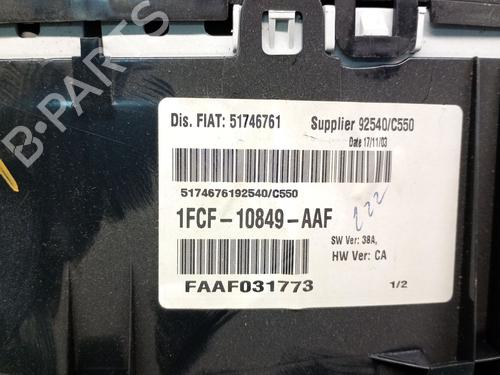 B-PARTS
Dis. FIAT: 51746761 Supplier 92540/C550
Date 17/11/03
5174676192540/C550
1FCF-10849-AAF
222
SW Ver: 38A,
HW Ver: CA
FAAF031773
1/2